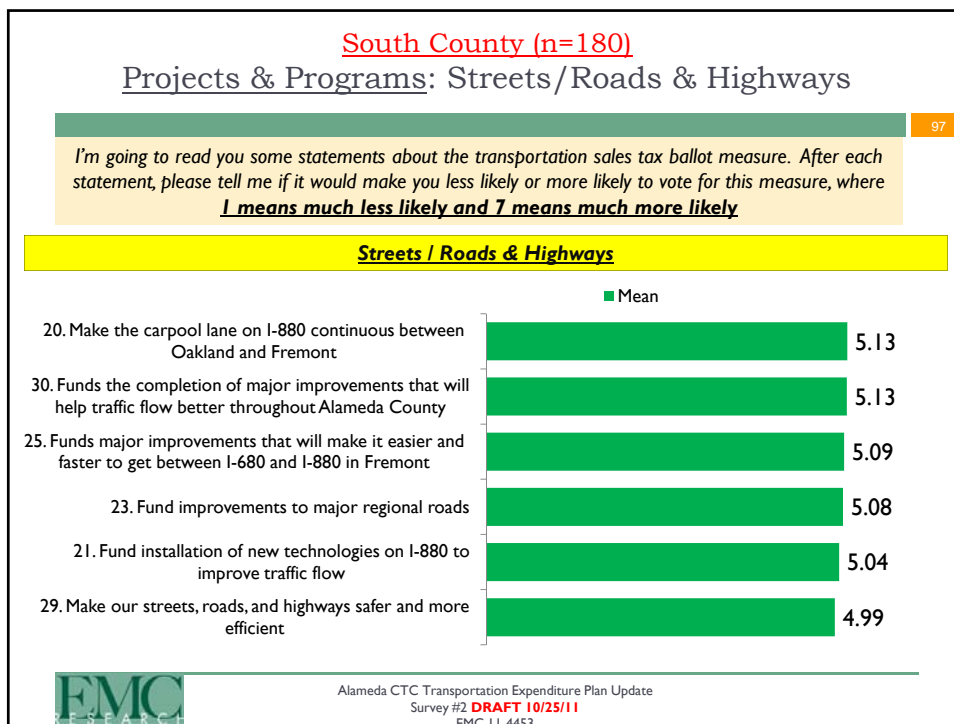 South County (n=180)
Projects & Programs: Streets/Roads & Highways
97
I'm going to read you some statements about the transportation sales tax ballot measure. After each
statement, please tell me if it would make you less likely or more likely to vote for this measure, where
1 means much less likely and 7 means much more likely
Streets / Roads & Highways
Mean
20. Make the carpool lane on I-880 continuous between
Oakland and Fremont
5.13
30. Funds the completion of major improvements that will
help traffic flow better throughout Alameda County
5.13
25. Funds major improvements that will make it easier and
faster to get between I-680 and I-880 in Fremont
5.09
23. Fund improvements to major regional roads
5.08
21. Fund installation of new technologies on I-880 to
improve traffic flow
5.04
29. Make our streets, roads, and highways safer and more
efficient
4.99
EMC
RESEARCH
Alameda CTC Transportation Expenditure Plan Update
Survey #2 DRAFT 10/25/11
EMC 11-4453